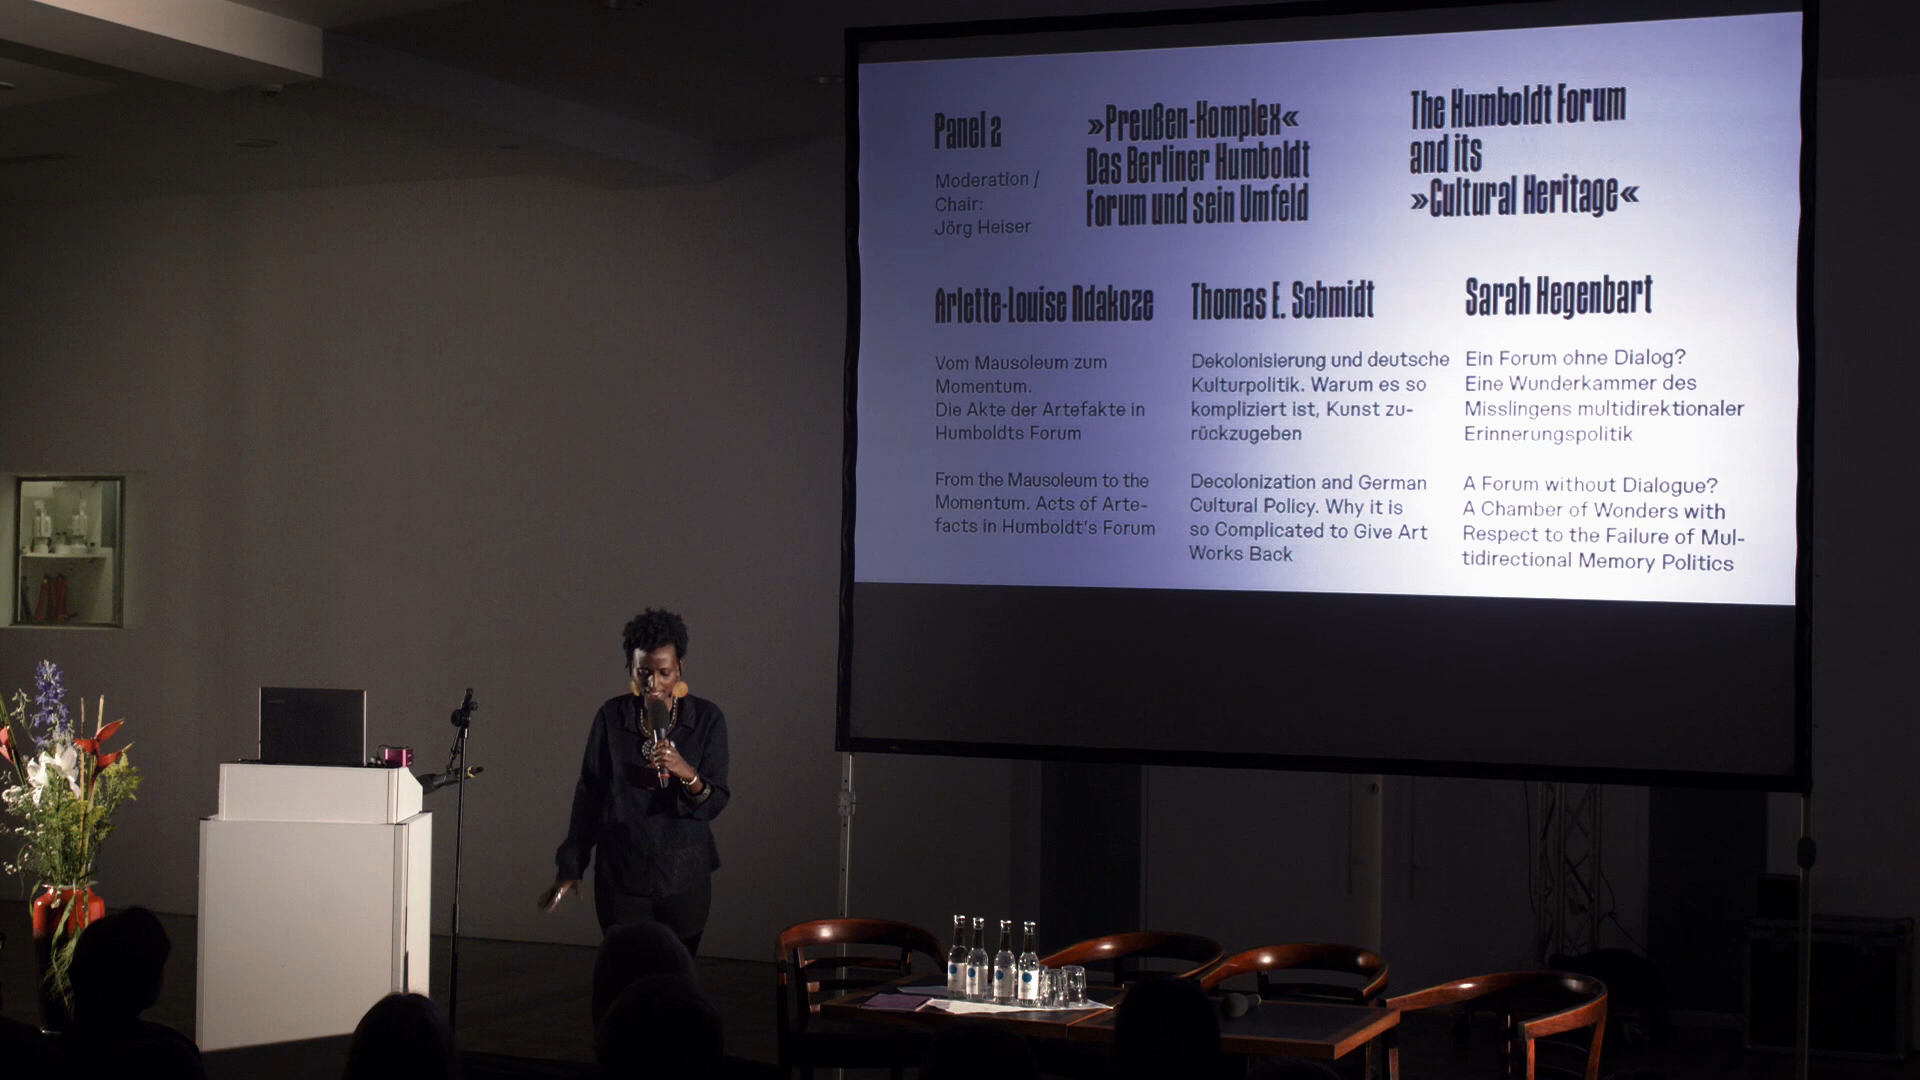 Panel 2
Moderation /
Chair:
Jörg Heiser
»Preußen-Komplex«
Das Berliner Humboldt
Forum und sein Umfeld
The Humboldt Forum
and its
»Cultural Heritage«
Arlette-Louise Ndakoze
Vom Mausoleum zum
Momentum.
Die Akte der Artefakte in
Humboldts Forum
From the Mausoleum to the
Momentum. Acts of Arte-
facts in Humboldt's Forum
Thomas E. Schmidt
Dekolonisierung und deutsche
Kulturpolitik. Warum es so
kompliziert ist, Kunst zu-
rückzugeben
Decolonization and German
Cultural Policy. Why it is
so Complicated to Give Art
Works Back
Sarah Hegenbart
Ein Forum ohne Dialog?
Eine Wunderkammer des
Misslingens multidirektionaler
Erinnerungspolitik
A Forum without Dialogue?
A Chamber of Wonders with
Respect to the Failure of Mul-
tidirectional Memory Politics